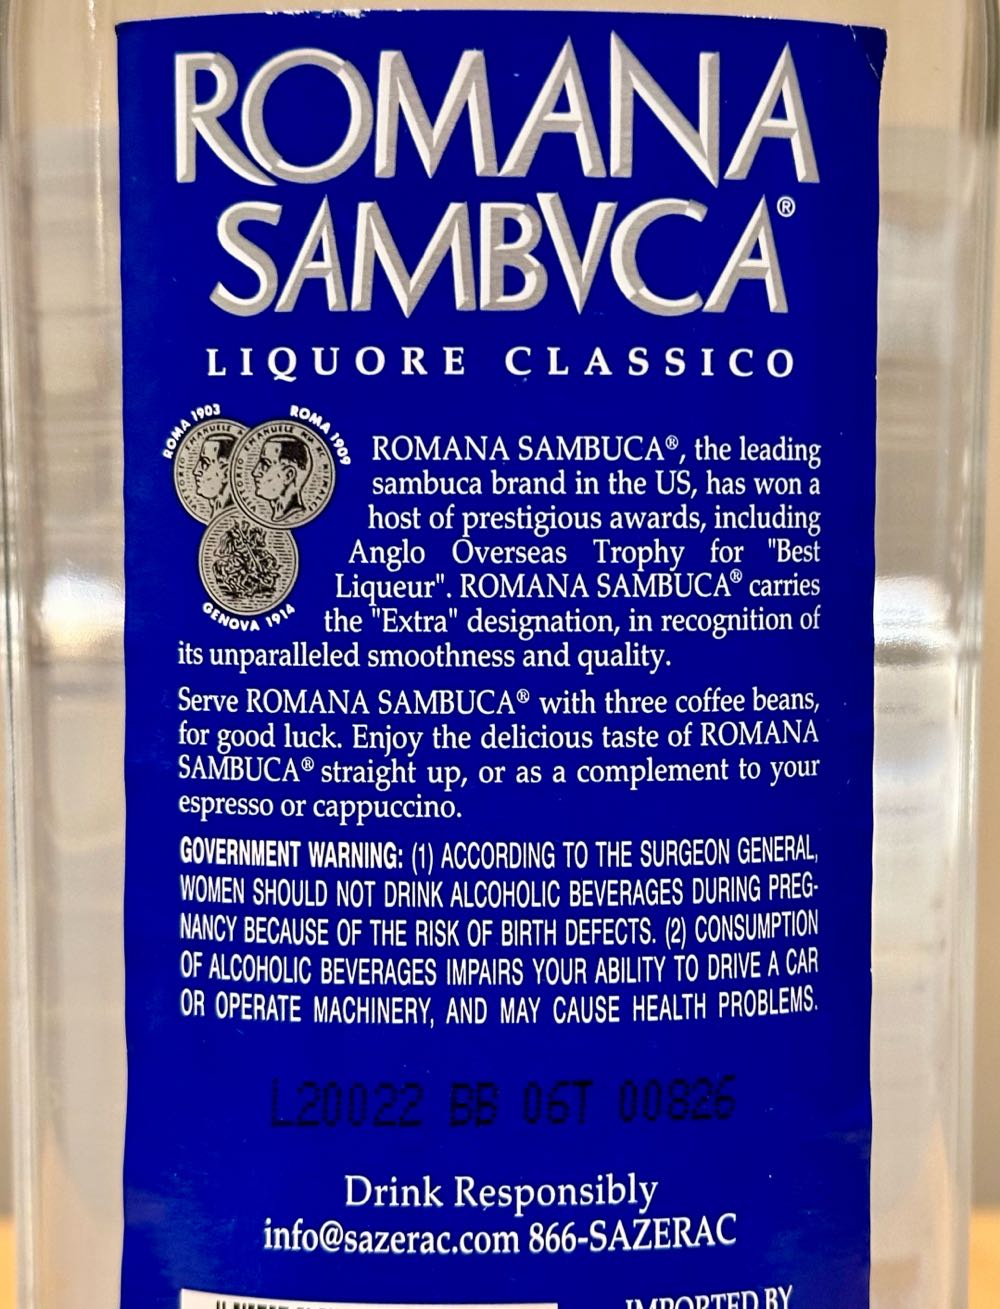 ROMANA
SAMBVCA®
LIQUORE CLASSICO
ROMA 1903
ROMA 1909
GENOVA 1914
ROMANA SAMBUCA®, the leading
sambuca brand in the US, has won a
host of prestigious awards, including
Anglo Overseas Trophy for "Best
Liqueur". ROMANA SAMBUCA® carries
the "Extra" designation, in recognition of
its unparalleled smoothness and quality.
Serve ROMANA SAMBUCA® with three coffee beans,
for good luck. Enjoy the delicious taste of ROMANA
SAMBUCA® straight up, or as a complement to your
espresso or cappuccino.
GOVERNMENT WARNING: (1) ACCORDING TO THE SURGEON GENERAL,
WOMEN SHOULD NOT DRINK ALCOHOLIC BEVERAGES DURING PREG-
NANCY BECAUSE OF THE RISK OF BIRTH DEFECTS. (2) CONSUMPTION
OF ALCOHOLIC BEVERAGES IMPAIRS YOUR ABILITY TO DRIVE A CAR
OR OPERATE MACHINERY, AND MAY CAUSE HEALTH PROBLEMS.
L20022 BB 06T 00826
Drink Responsibly
info@sazerac.com 866-SAZERAC
IMPORTED BY